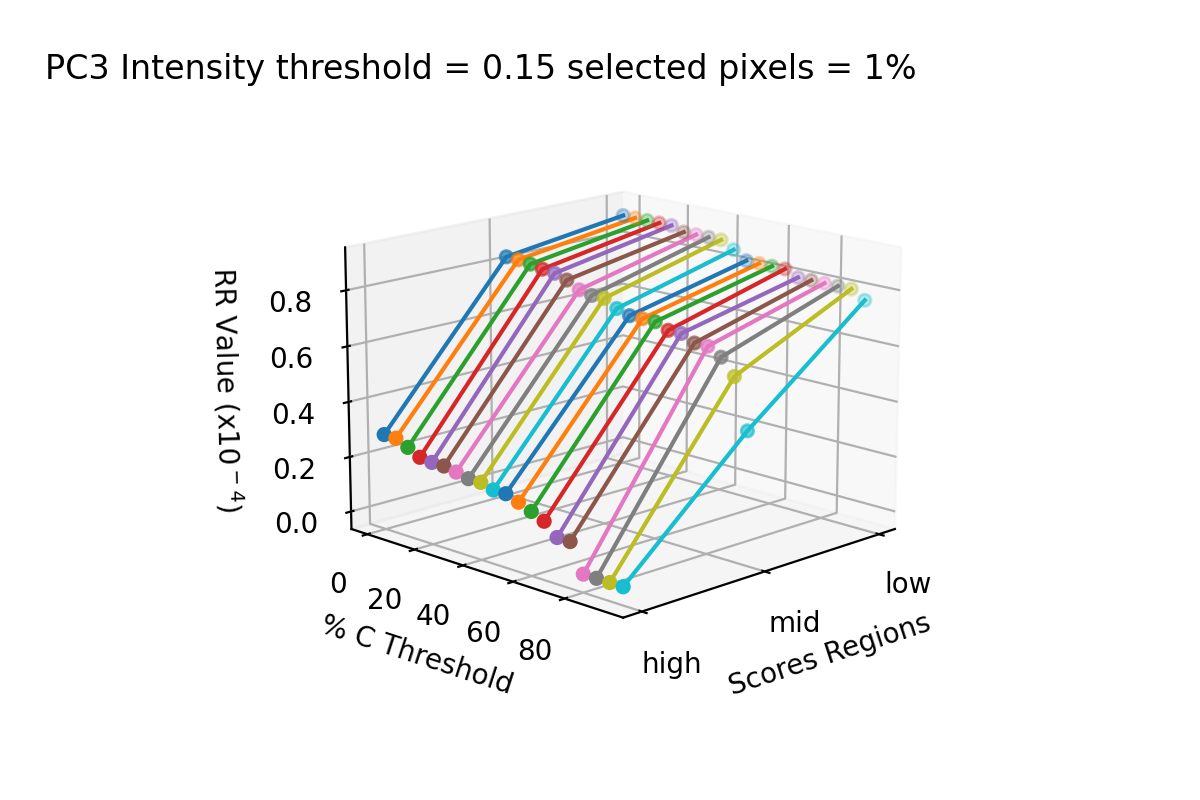 PC3 Intensity threshold = 0.15 selected pixels = 1%
RR Value (x10⁻⁴)
0.8
0.6
0.4
0.2
0.0
0
20
40
60
80
% C Threshold
high
mid
low
Scores Regions